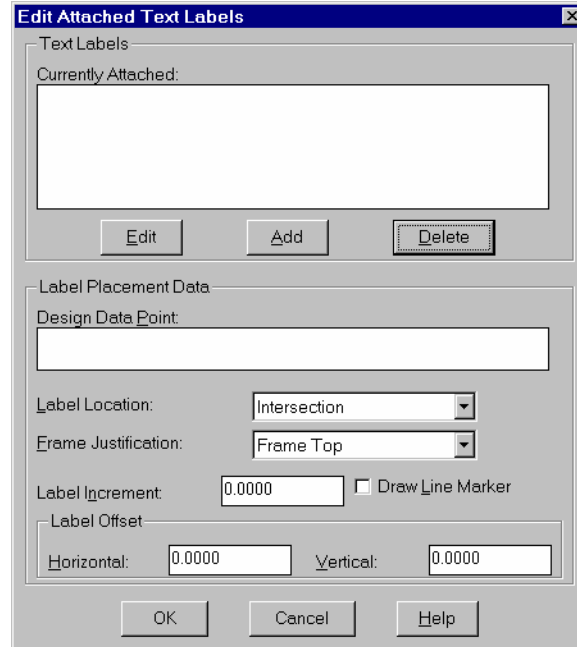 Edit Attached Text Labels
Text Labels
Currently Attached:
Edit Add Delete
Label Placement Data
Design Data Point:
Label Location: Intersection
Frame Justification: Frame Top
Label Increment: 0.0000 Draw Line Marker
Label Offset
Horizontal: 0.0000 Vertical: 0.0000
OK Cancel Help